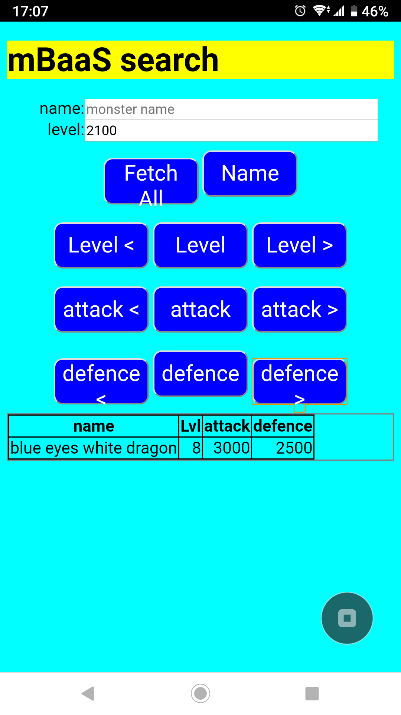 17:07 46%
mBaaS search
name: monster name
level: 2100
Fetch All Name
Level < Level Level >
attack < attack attack >
defence < defence defence >
name Lvl attack defence
blue eyes white dragon 8 3000 2500